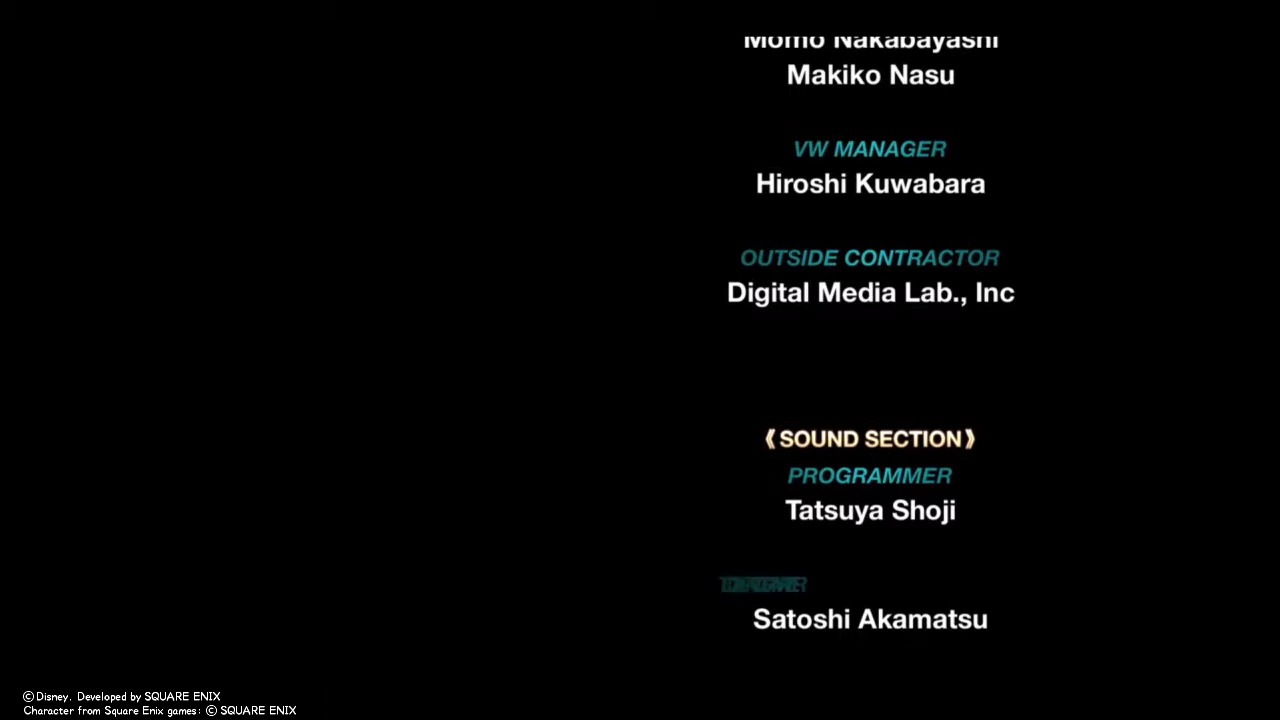 Momo Nakabayashi
Makiko Nasu
VW MANAGER
Hiroshi Kuwabara
OUTSIDE CONTRACTOR
Digital Media Lab., Inc
《SOUND SECTION》
PROGRAMMER
Tatsuya Shoji
Satoshi Akamatsu
©Disney. Developed by SQUARE ENIX
Character from Square Enix games: © SQUARE ENIX